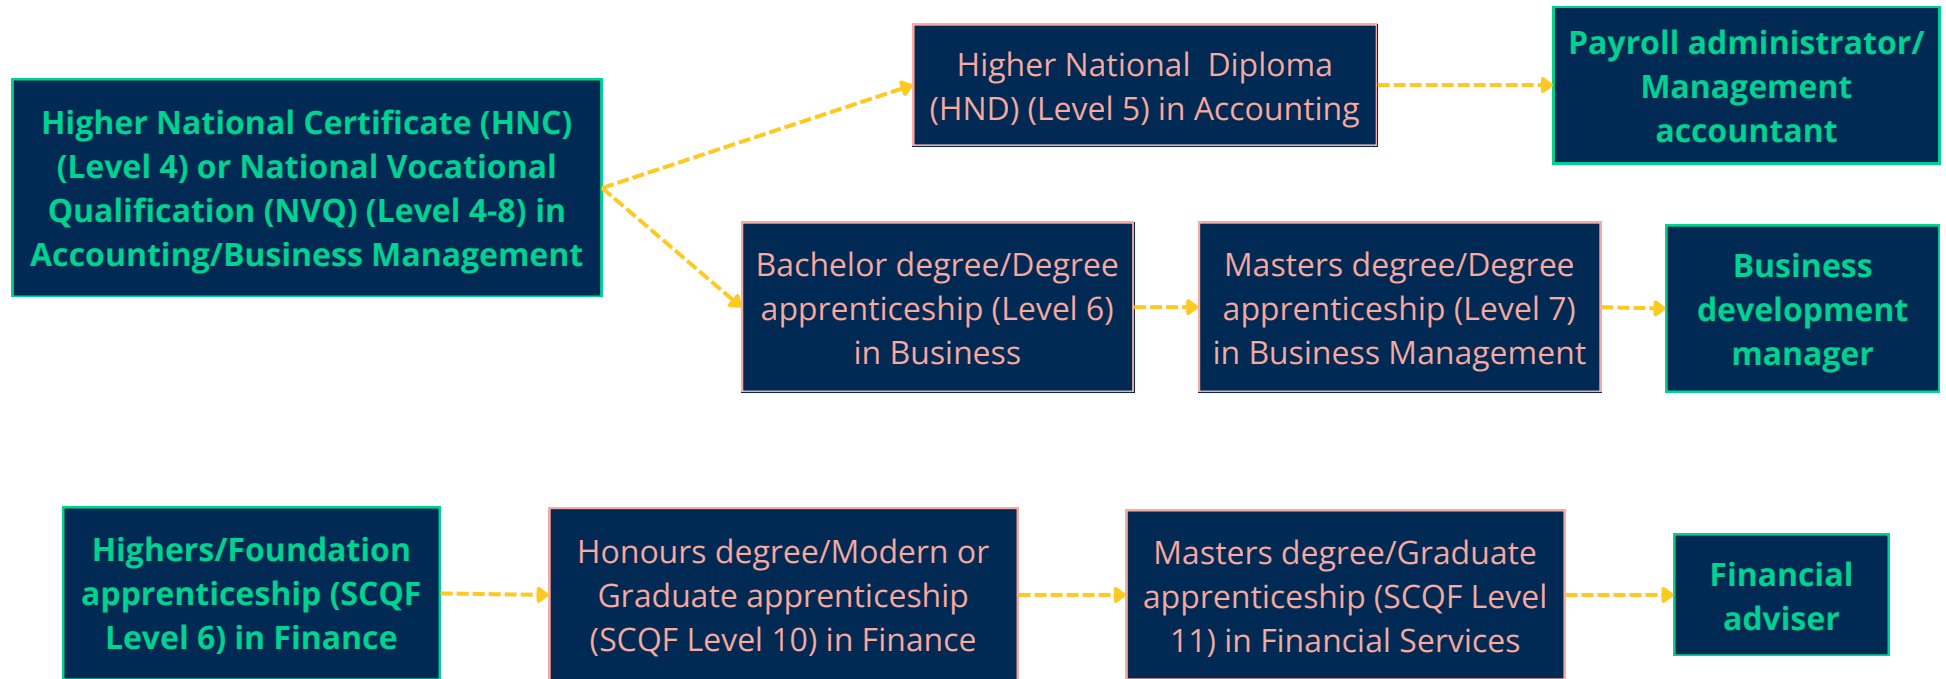 Higher National Certificate (HNC)
(Level 4) or National Vocational
Qualification (NVQ) (Level 4-8) in
Accounting/Business Management
Higher National  Diploma
(HND) (Level 5) in Accounting
Payroll administrator/
Management
accountant
Bachelor degree/Degree
apprenticeship (Level 6)
in Business
Masters degree/Degree
apprenticeship (Level 7)
in Business Management
Business
development
manager
Highers/Foundation
apprenticeship (SCQF
Level 6) in Finance
Honours degree/Modern or
Graduate apprenticeship
(SCQF Level 10) in Finance
Masters degree/Graduate
apprenticeship (SCQF Level
11) in Financial Services
Financial
adviser